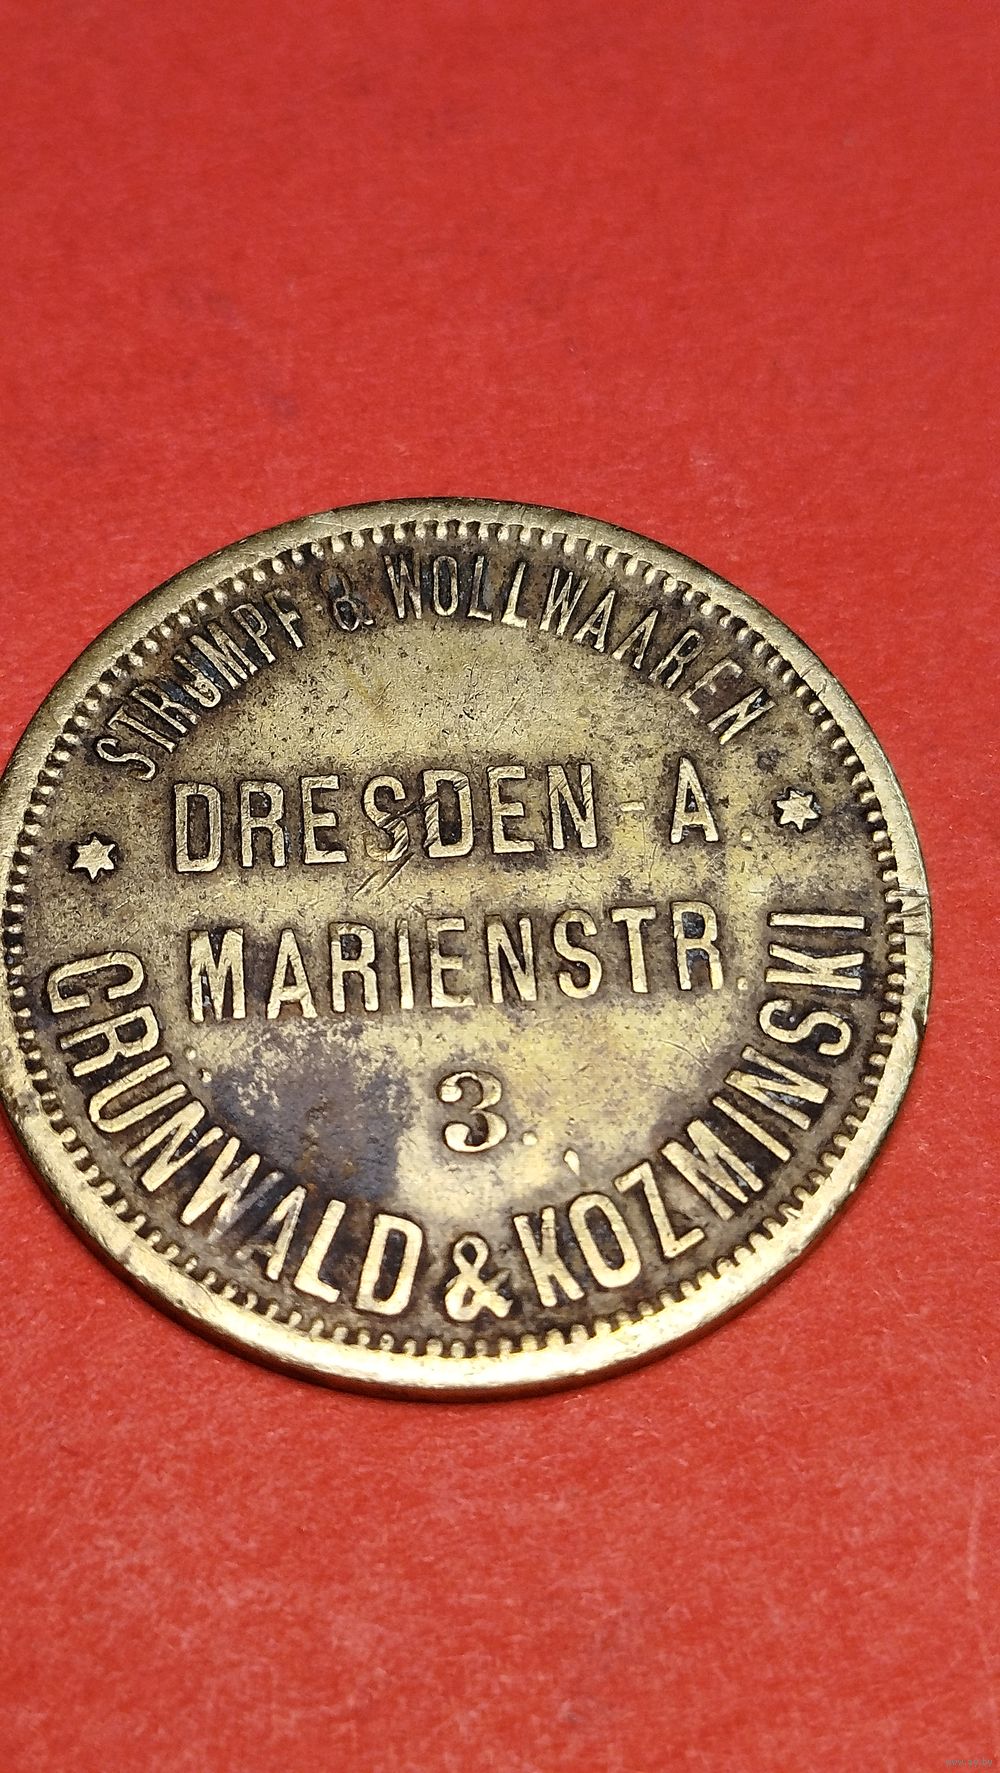 STRUMPF & WOLLWAAREN
DRESDEN - A.
MARIENSTR.
3.
GRUNWALD & KOZMINSKI